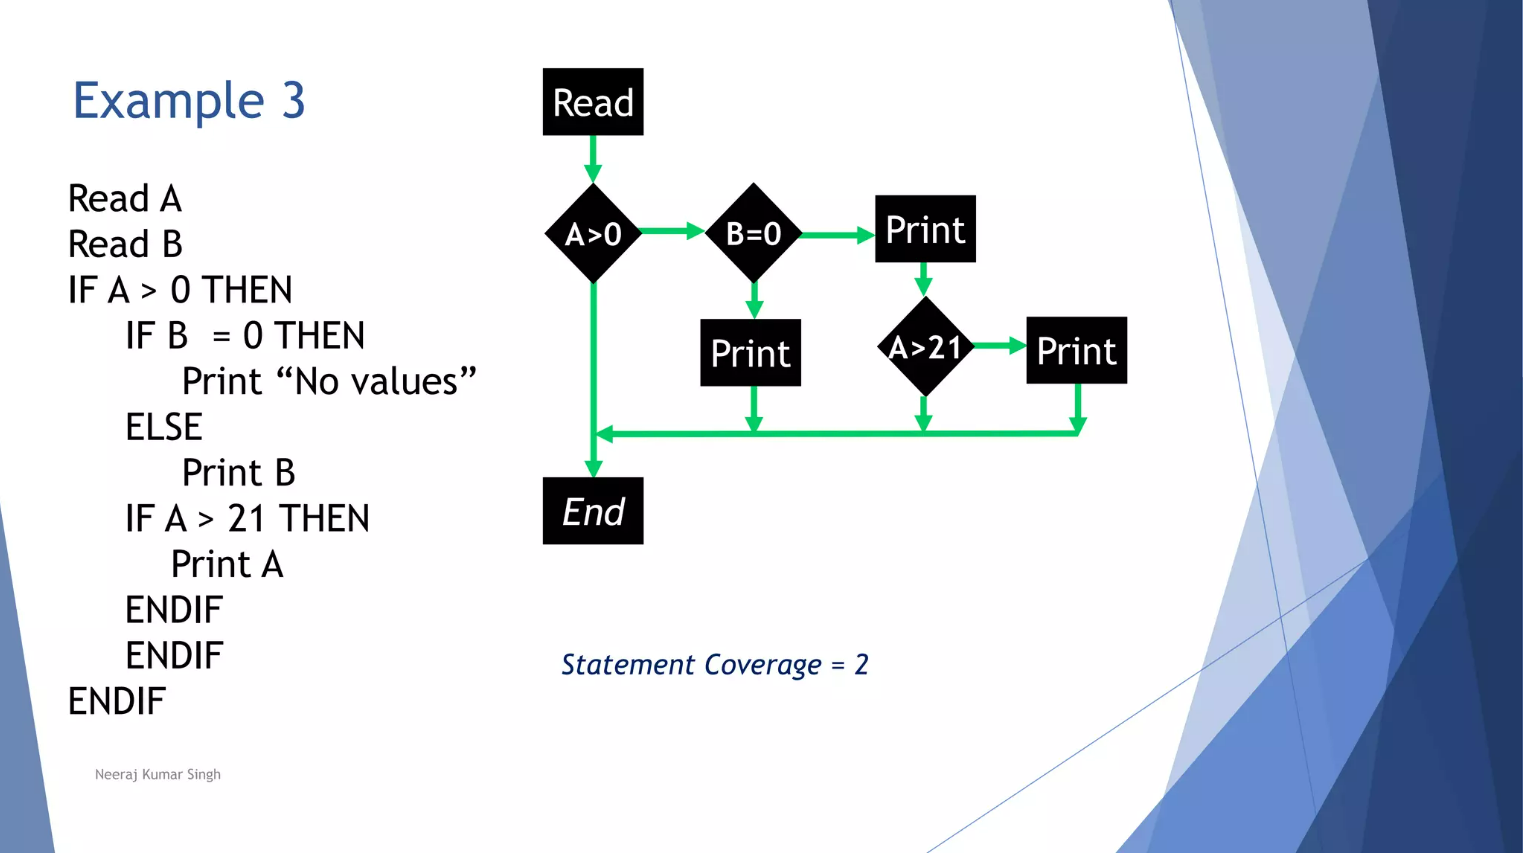 Example 3
Read A
Read B
IF A > 0 THEN
IF B = 0 THEN
Print “No values”
ELSE
Print B
IF A > 21 THEN
Print A
ENDIF
ENDIF
ENDIF
Read
A>0
B=0
Print
Print
A>21
Print
End
Statement Coverage = 2
Neeraj Kumar Singh